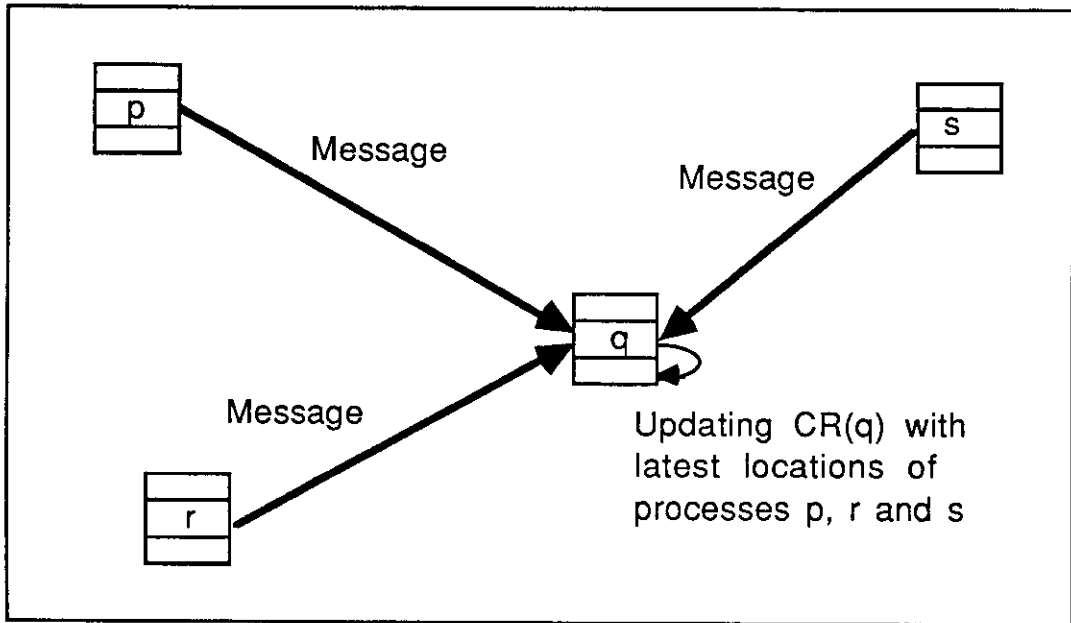 p
s
Message
Message
q
Message
Updating CR(q) with
latest locations of
processes p, r and s
r